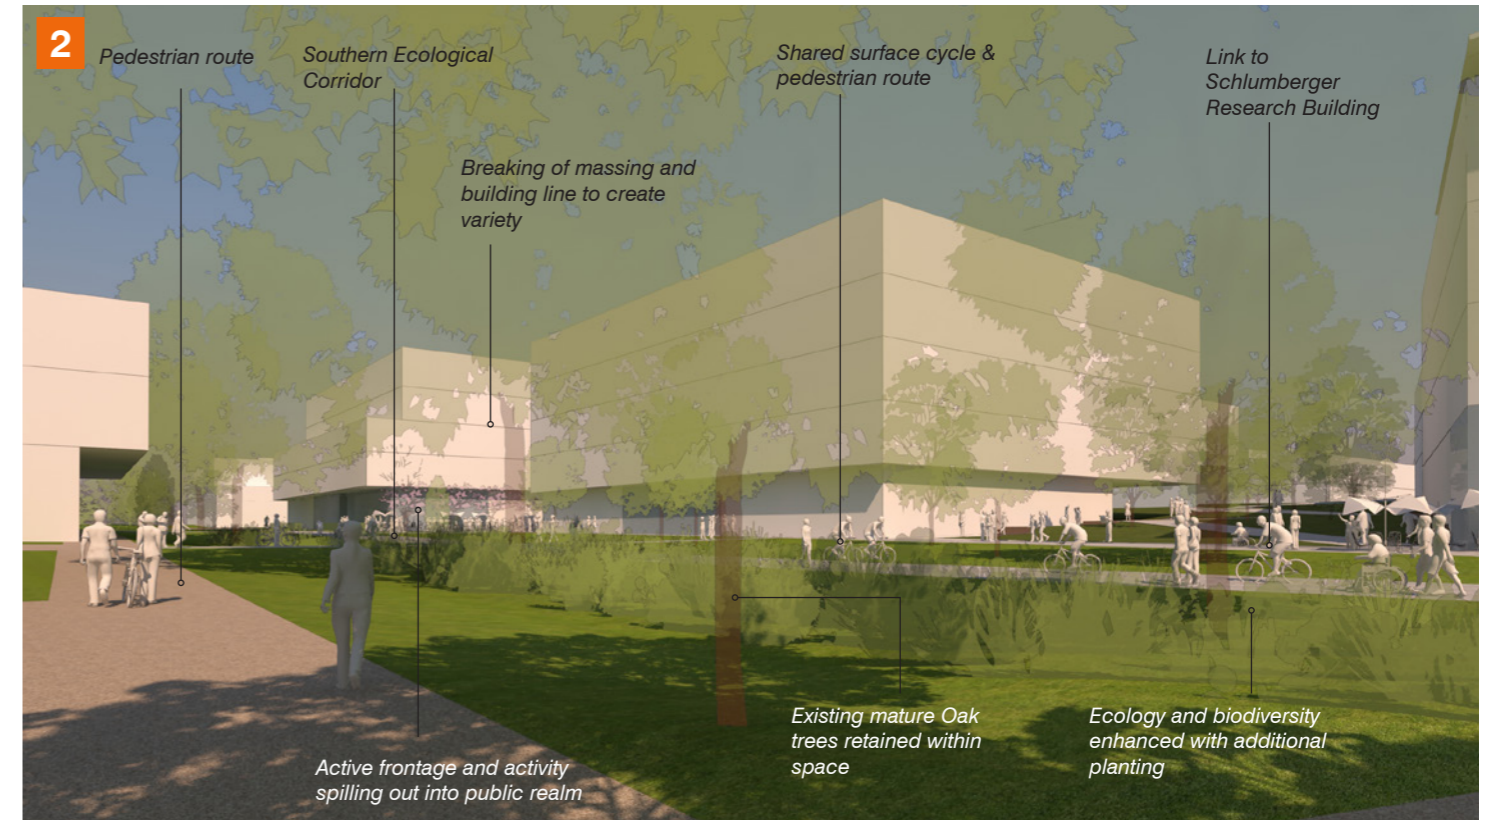 2
Pedestrian route
Southern Ecological
Corridor
Shared surface cycle &
pedestrian route
Link to
Schlumberger
Research Building
Breaking of massing and
building line to create
variety
Existing mature Oak
trees retained within
space
Ecology and biodiversity
enhanced with additional
planting
Active frontage and activity
spilling out into public realm